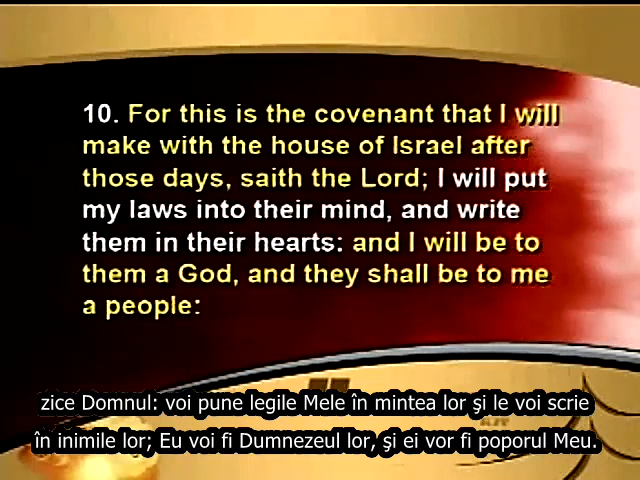 10. For this is the covenant that I will
make with the house of Israel after
those days, saith the Lord; I will put
my laws into their mind, and write
them in their hearts: and I will be to
them a God, and they shall be to me
a people:
zice Domnul: voi pune legile Mele în mintea lor şi le voi scrie
în inimile lor; Eu voi fi Dumnezeul lor, şi ei vor fi poporul Meu.